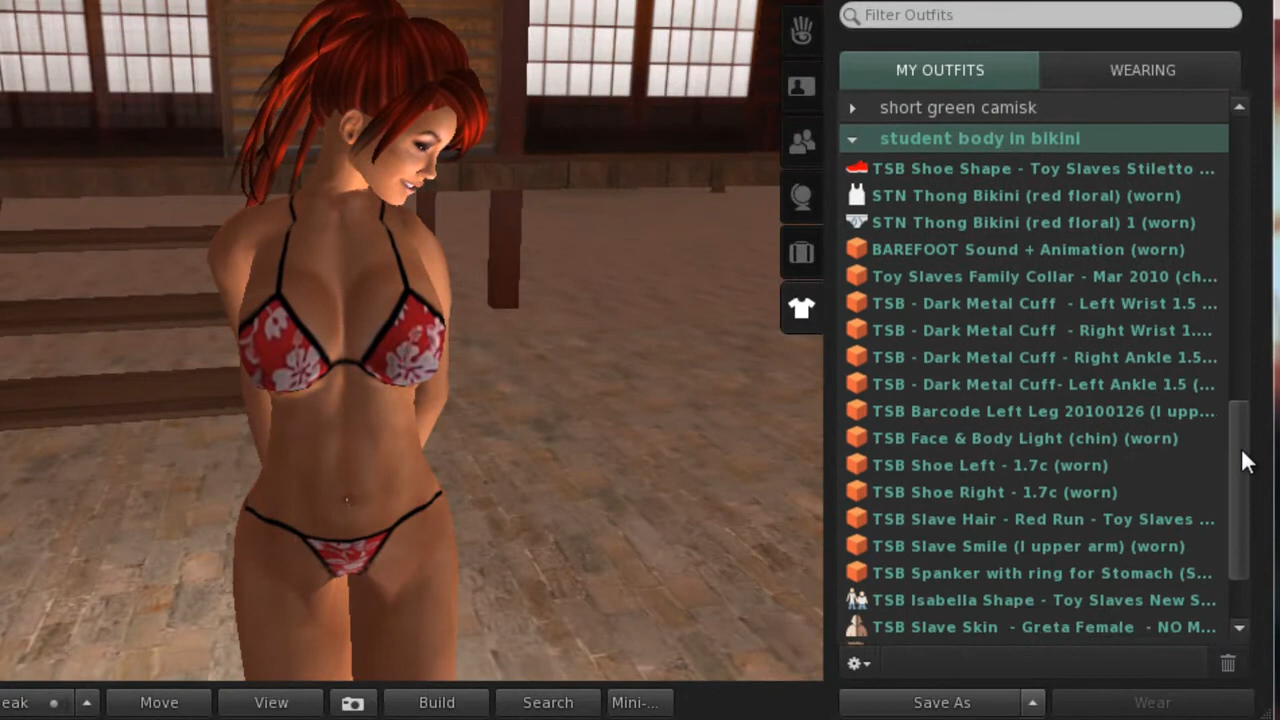 Filter Outfits
MY OUTFITS
WEARING
short green camisk
student body in bikini
TSB Shoe Shape - Toy Slaves Stiletto ...
STN Thong Bikini (red floral) (worn)
STN Thong Bikini (red floral) 1 (worn)
BAREFOOT Sound + Animation (worn)
Toy Slaves Family Collar - Mar 2010 (ch...
TSB - Dark Metal Cuff - Left Wrist 1.5 ...
TSB - Dark Metal Cuff - Right Wrist 1....
TSB - Dark Metal Cuff - Right Ankle 1.5...
TSB - Dark Metal Cuff- Left Ankle 1.5 (...
TSB Barcode Left Leg 20100126 (l upp...
TSB Face & Body Light (chin) (worn)
TSB Shoe Left - 1.7c (worn)
TSB Shoe Right - 1.7c (worn)
TSB Slave Hair - Red Run - Toy Slaves ...
TSB Slave Smile (l upper arm) (worn)
TSB Spanker with ring for Stomach (S...
TSB Isabella Shape - Toy Slaves New S...
TSB Slave Skin - Greta Female - NO M...
eak
Move
View
Build
Search
Mini-...
Save As
Wear